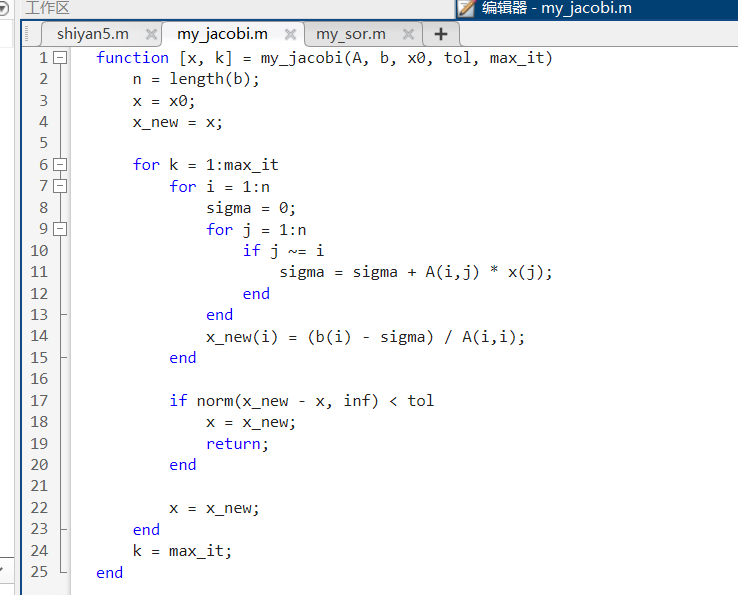 工作区
编辑器 - my_jacobi.m
shiyan5.m × my_jacobi.m × my_sor.m × +
1 function [x, k] = my_jacobi(A, b, x0, tol, max_it)
2     n = length(b);
3     x = x0;
4     x_new = x;
5
6     for k = 1:max_it
7         for i = 1:n
8             sigma = 0;
9             for j = 1:n
10                 if j ~= i
11                     sigma = sigma + A(i,j) * x(j);
12                 end
13             end
14             x_new(i) = (b(i) - sigma) / A(i,i);
15         end
16
17         if norm(x_new - x, inf) < tol
18             x = x_new;
19             return;
20         end
21
22         x = x_new;
23     end
24     k = max_it;
25 end